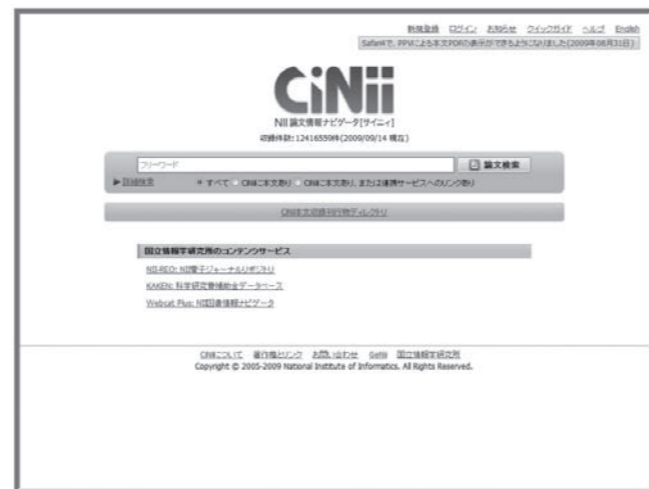 新規登録 ログイン お知らせ クイックガイド ヘルプ English
Safari4で、PPVによる本文PDFの表示ができるようになりました(2009年08月31日)
CiNii
NII論文情報ナビゲータ[サイニィ]
収録件数:12416559件(2009/09/14 現在)
フリーワード 論文検索
▶詳細検索 すべて CiNiiに本文あり CiNiiに本文あり、または連携サービスへのリンクあり
CiNii本文収録刊行物ディレクトリ
国立情報学研究所のコンテンツサービス
NII-REO: NII電子ジャーナルリポジトリ
KAKEN: 科学研究費補助金データベース
Webcat Plus: NII図書情報ナビゲータ
CiNiiについて 著作権とリンク お問い合わせ GeNii 国立情報学研究所
Copyright © 2005-2009 National Institute of Informatics. All Rights Reserved.